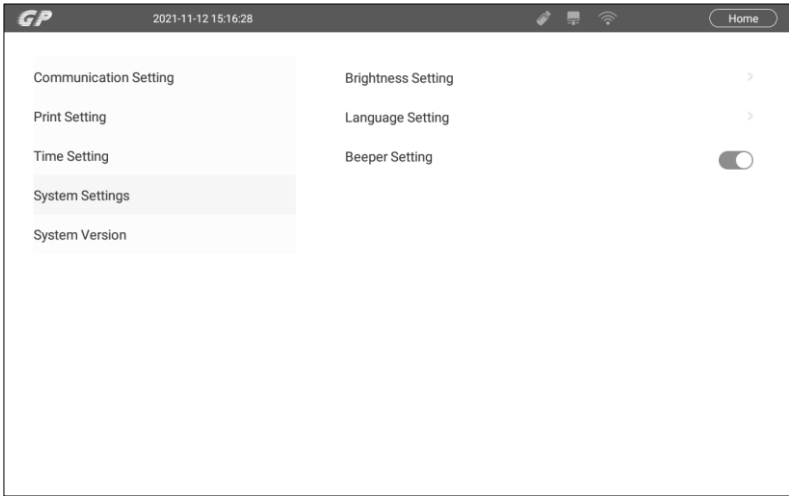 GP
2021-11-12 15:16:28
Home
Communication Setting
Print Setting
Time Setting
System Settings
System Version
Brightness Setting
Language Setting
Beeper Setting